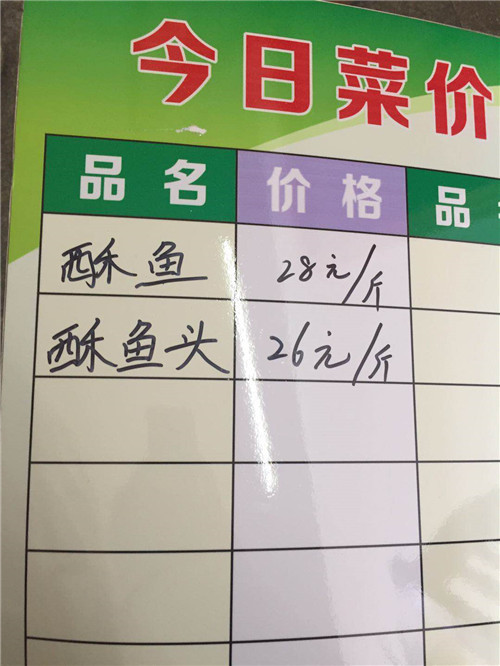 今日菜价
品名 价格 品
酥鱼 28元/斤
酥鱼头 26元/斤